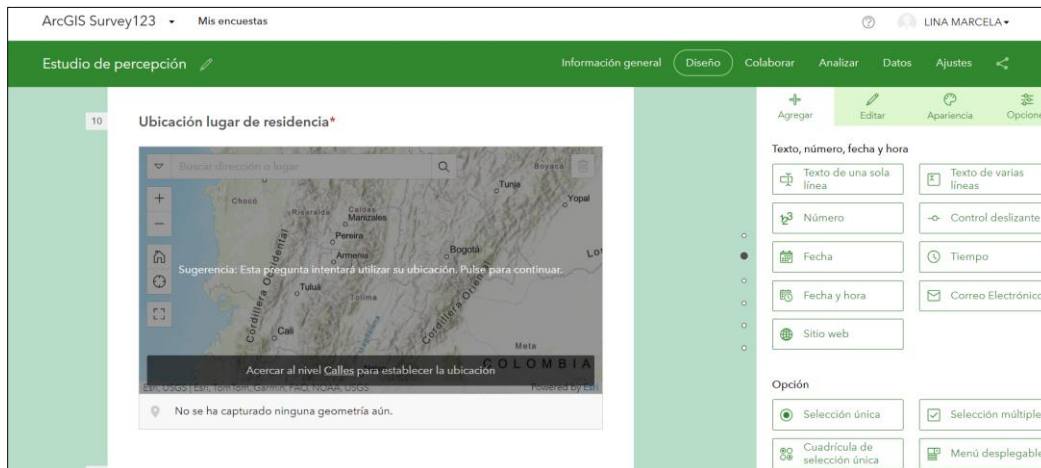 ArcGIS Survey123
Mis encuestas
LINA MARCELA
Estudio de percepción
Información general
Diseño
Colaborar
Analizar
Datos
Ajustes
10
Ubicación lugar de residencia*
Buscar dirección o lugar
Boyacá
Tunja
Yopal
Chocó
Risaralda
Caldas
Manizales
Pereira
Armenia
Bogotá
Sugerencia: Esta pregunta intentará utilizar su ubicación. Pulse para continuar.
Tuluá
Tolima
Cordillera Occidental
Cordillera Oriental
Cali
Meta
COLOMBIA
Acercar al nivel Calles para establecer la ubicación
Esri, USGS | Esri, TomTom, Garmin, FAO, NOAA, USGS
Powered by Esri
No se ha capturado ninguna geometría aún.
Agregar
Editar
Apariencia
Opcione
Texto, número, fecha y hora
Texto de una sola
línea
Texto de varias
líneas
Número
Control deslizante
Fecha
Tiempo
Fecha y hora
Correo Electrónico
Sitio web
Opción
Selección única
Selección múltiple
Cuadrícula de
selección única
Menú desplegable